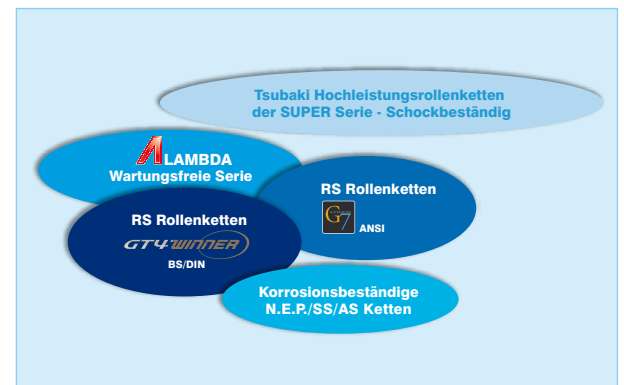 Tsubaki Hochleistungsrollenketten
der SUPER Serie - Schockbeständig
LAMBDA
Wartungsfreie Serie
RS Rollenketten
G7
ANSI
RS Rollenketten
GT4 WINNER
BS/DIN
Korrosionsbeständige
N.E.P./SS/AS Ketten